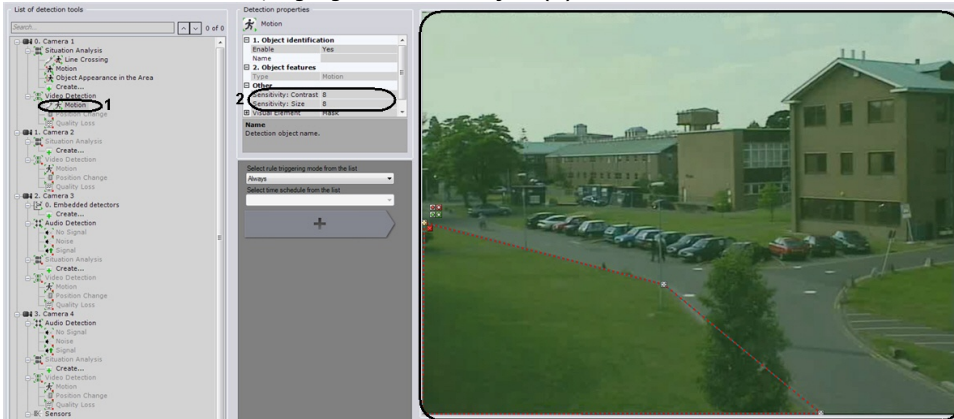 List of detection tools
Search...
0 of 0
0. Camera 1
Situation Analysis
Line Crossing
Motion
Object Appearance in the Area
Create...
Video Detection
Motion
1
Position Change
Quality Loss
1. Camera 2
Situation Analysis
Create...
Video Detection
Motion
Position Change
Quality Loss
2. Camera 3
0. Embedded detectors
Create...
Audio Detection
No Signal
Noise
Signal
Situation Analysis
Create...
Video Detection
Motion
Position Change
Quality Loss
3. Camera 4
Audio Detection
No Signal
Noise
Signal
Situation Analysis
Create...
Video Detection
Motion
Position Change
Quality Loss
Sensors
Detection properties
Motion
1. Object identification
Enable Yes
Name
2. Object features
Type Motion
Other
2
Sensitivity: Contrast 8
Sensitivity: Size 8
Visual Element Mask
Name
Detection object name.
Select rule triggering mode from the list
Always
Select time schedule from the list